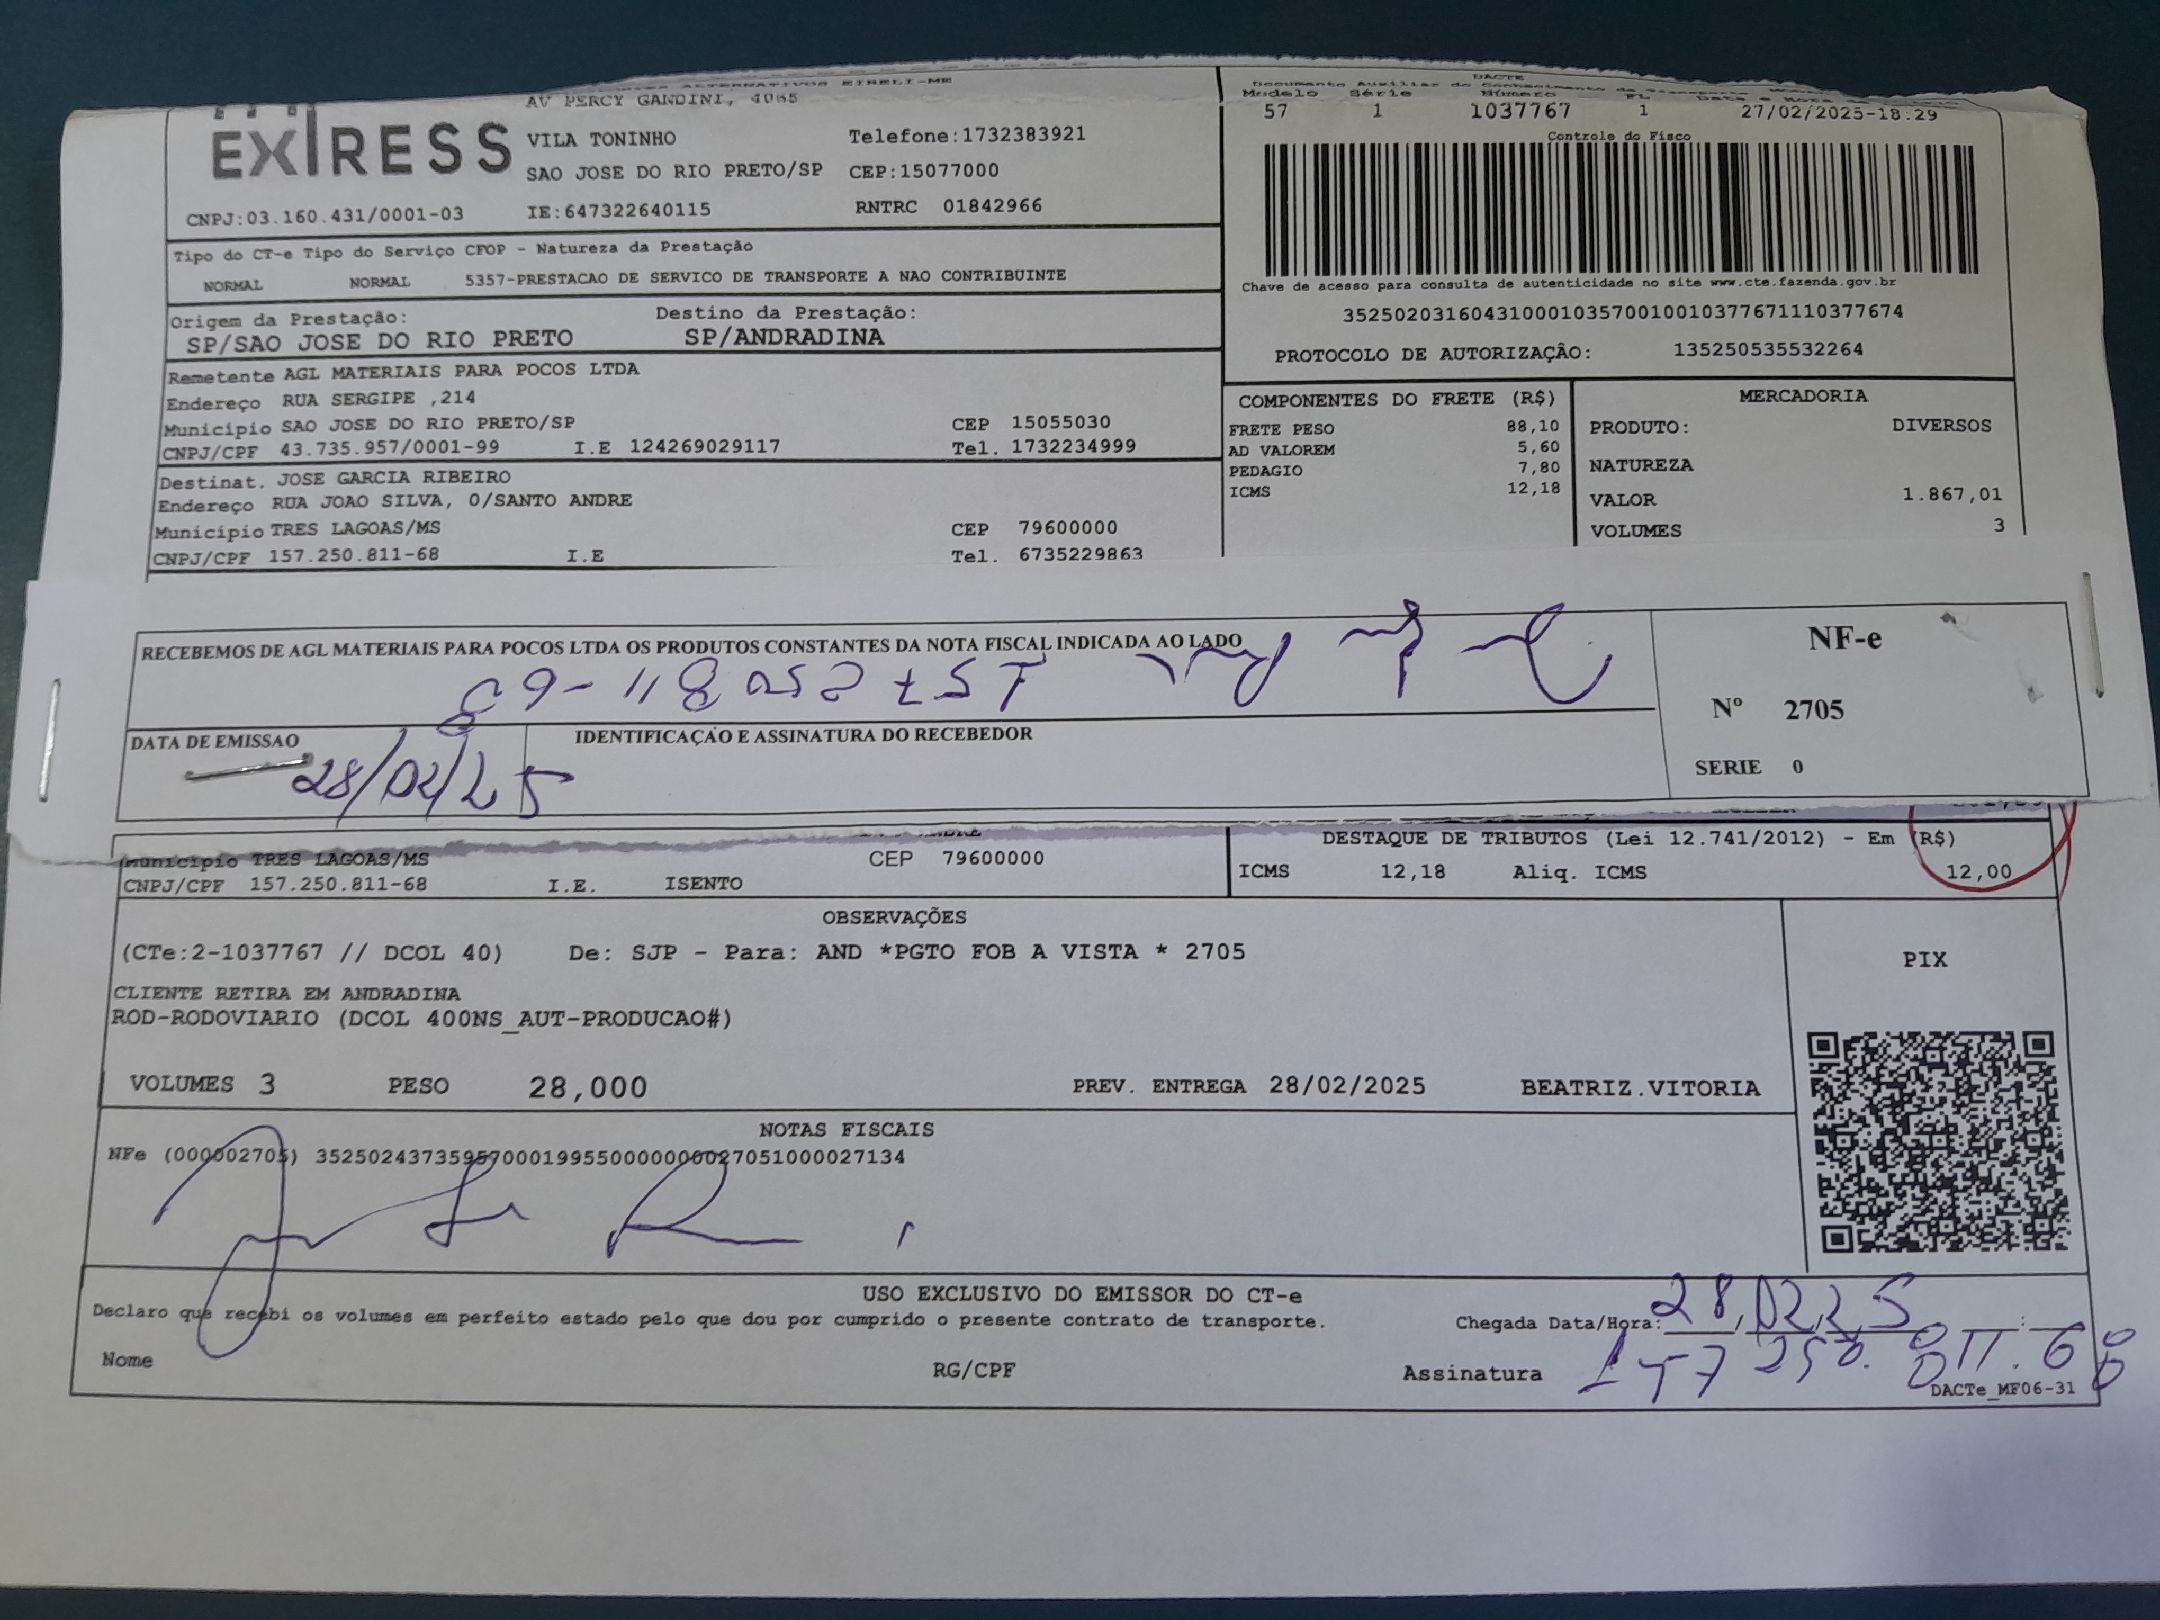 ALTERNATIVOS EIRELI-ME
AV PERCY GANDINI, 4065
EXPRESS
VILA TONINHO Telefone:1732383921
SAO JOSE DO RIO PRETO/SP CEP:15077000
CNPJ:03.160.431/0001-03 IE:647322640115 RNTRC 01842966
DACTE
Modelo Série Número FL
57 1 1037767 1 27/02/2025-18:29
Controle do Fisco
Chave de acesso para consulta de autenticidade no site www.cte.fazenda.gov.br
35250203160431000103570010010377671110377674
PROTOCOLO DE AUTORIZAÇÃO: 135250535532264
Tipo do CT-e Tipo do Serviço CFOP - Natureza da Prestação
NORMAL NORMAL 5357-PRESTACAO DE SERVICO DE TRANSPORTE A NAO CONTRIBUINTE
Origem da Prestação: Destino da Prestação:
SP/SAO JOSE DO RIO PRETO SP/ANDRADINA
Remetente AGL MATERIAIS PARA POCOS LTDA
Endereço RUA SERGIPE ,214
Município SAO JOSE DO RIO PRETO/SP CEP 15055030
CNPJ/CPF 43.735.957/0001-99 I.E 124269029117 Tel. 1732234999
Destinat. JOSE GARCIA RIBEIRO
Endereço RUA JOAO SILVA, 0/SANTO ANDRE
Município TRES LAGOAS/MS CEP 79600000
CNPJ/CPF 157.250.811-68 I.E Tel. 6735229863
COMPONENTES DO FRETE (R$)
FRETE PESO 88,10
AD VALOREM 5,60
PEDAGIO 7,80
ICMS 12,18
MERCADORIA
PRODUTO: DIVERSOS
NATUREZA
VALOR 1.867,01
VOLUMES 3
RECEBEMOS DE AGL MATERIAIS PARA POCOS LTDA OS PRODUTOS CONSTANTES DA NOTA FISCAL INDICADA AO LADO
157250811-68
DATA DE EMISSAO IDENTIFICAÇÃO E ASSINATURA DO RECEBEDOR
28/02/25
NF-e
Nº 2705
SERIE 0
Município TRES LAGOAS/MS CEP 79600000
CNPJ/CPF 157.250.811-68 I.E. ISENTO
DESTAQUE DE TRIBUTOS (Lei 12.741/2012) - Em (R$)
ICMS 12,18 Aliq. ICMS 12,00
OBSERVAÇÕES
(CTe:2-1037767 // DCOL 40) De: SJP - Para: AND *PGTO FOB A VISTA * 2705
CLIENTE RETIRA EM ANDRADINA
ROD-RODOVIARIO (DCOL 400NS_AUT-PRODUCAO#)
VOLUMES 3 PESO 28,000 PREV. ENTREGA 28/02/2025 BEATRIZ.VITORIA
PIX
NOTAS FISCAIS
NFe (000002705) 35250243735957000199550000000027051000027134
USO EXCLUSIVO DO EMISSOR DO CT-e
Declaro que recebi os volumes em perfeito estado pelo que dou por cumprido o presente contrato de transporte.
Chegada Data/Hora: 28/02/25
Nome RG/CPF Assinatura 157 250.811.68
DACTe_MF06-31